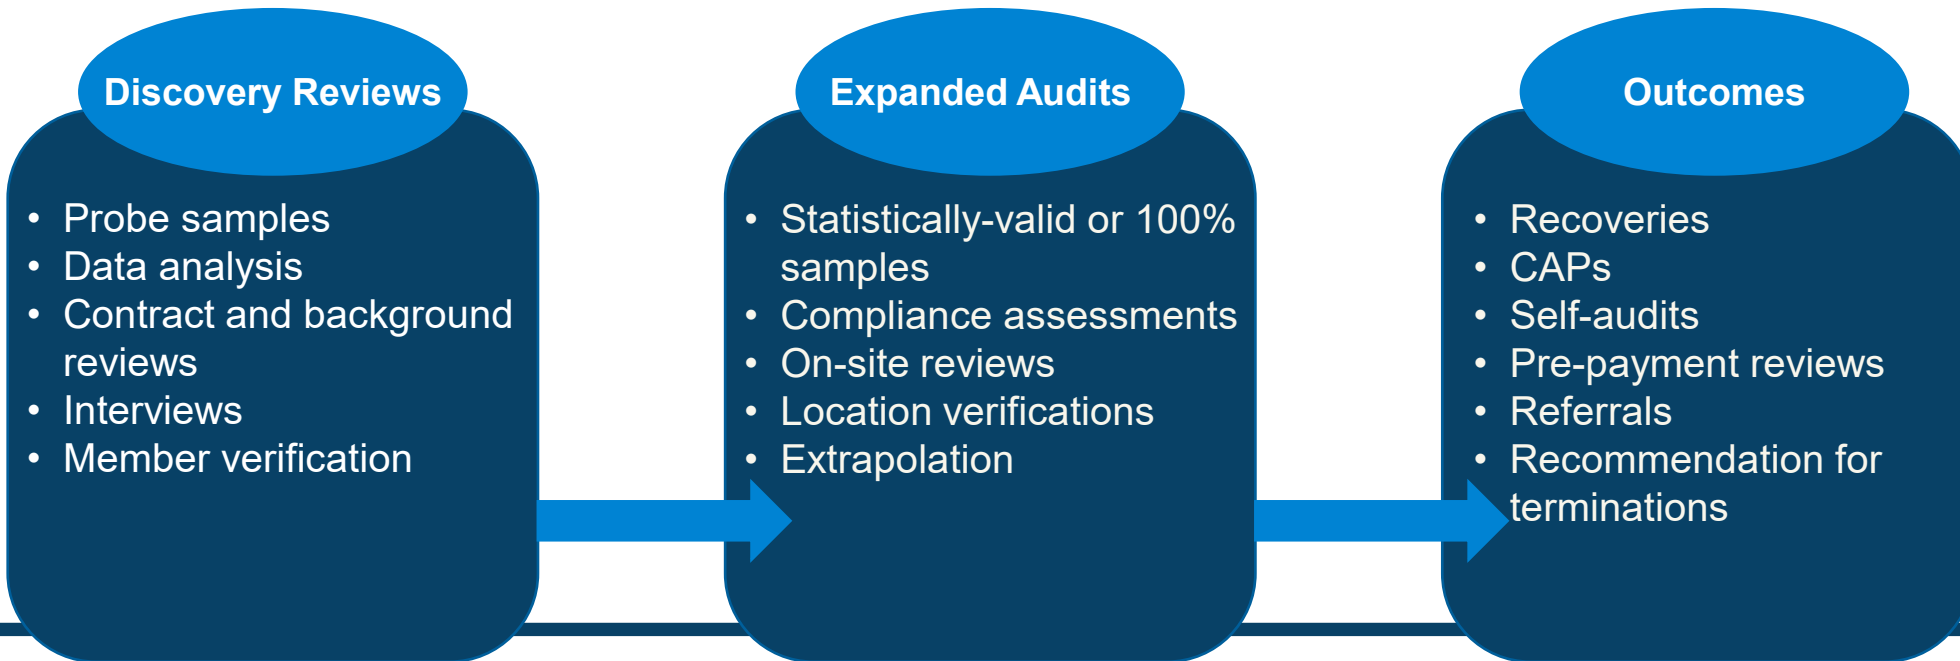 Discovery Reviews
• Probe samples
• Data analysis
• Contract and background
reviews
• Interviews
• Member verification
Expanded Audits
• Statistically-valid or 100%
samples
• Compliance assessments
• On-site reviews
• Location verifications
• Extrapolation
Outcomes
• Recoveries
• CAPs
• Self-audits
• Pre-payment reviews
• Referrals
• Recommendation for
terminations